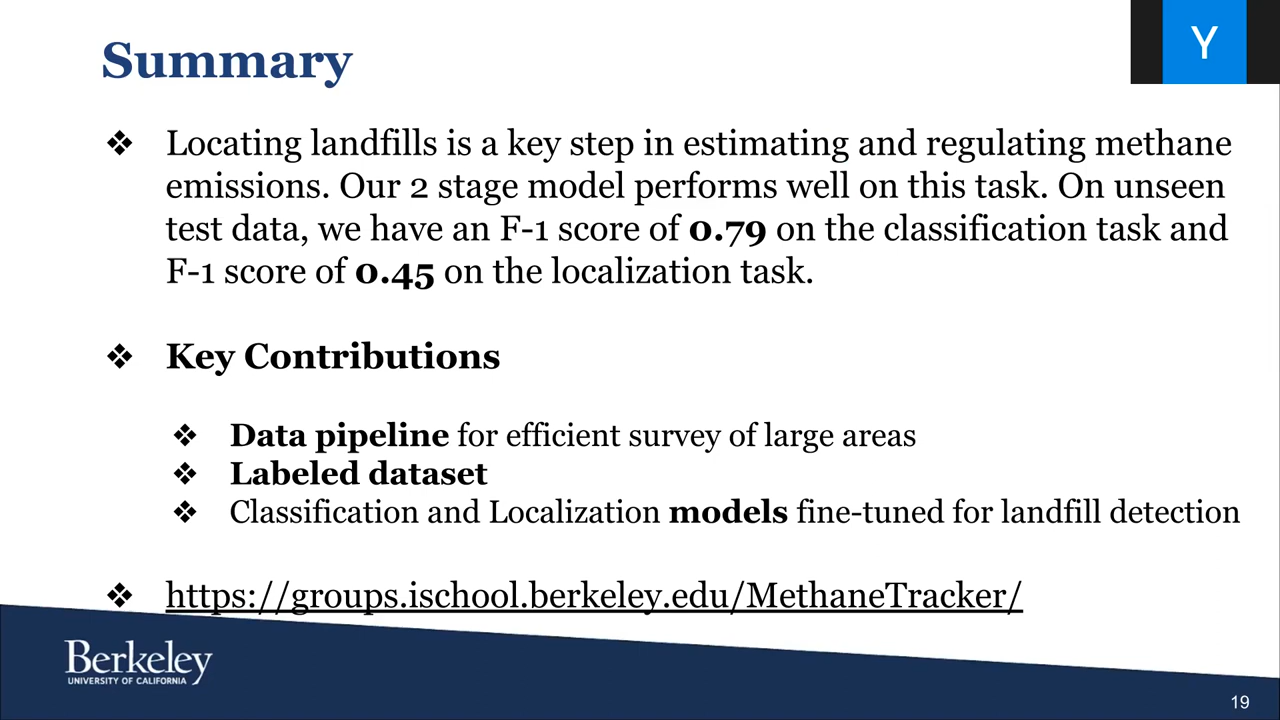 Summary
Y
❖ Locating landfills is a key step in estimating and regulating methane
emissions. Our 2 stage model performs well on this task. On unseen
test data, we have an F-1 score of 0.79 on the classification task and
F-1 score of 0.45 on the localization task.
❖ Key Contributions
❖ Data pipeline for efficient survey of large areas
❖ Labeled dataset
❖ Classification and Localization models fine-tuned for landfill detection
❖ https://groups.ischool.berkeley.edu/MethaneTracker/
Berkeley
UNIVERSITY OF CALIFORNIA
19